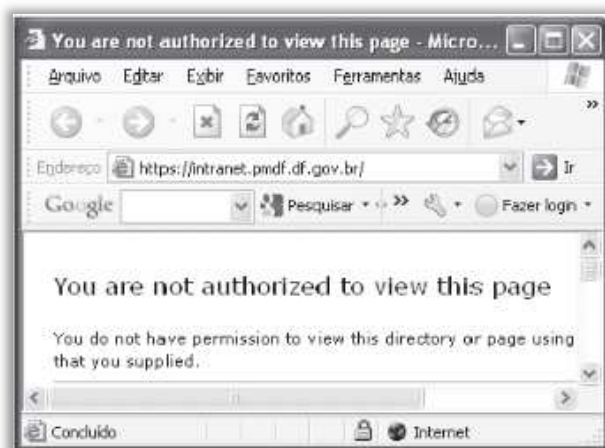 You are not authorized to view this page - Micro...
Arquivo Editar Exibir Favoritos Ferramentas Ajuda
»
Endereço https://intranet.pmdf.df.gov.br/ Ir
Google Pesquisar » Fazer login
You are not authorized to view this page
You do not have permission to view this directory or page using
that you supplied.
Concluído Internet